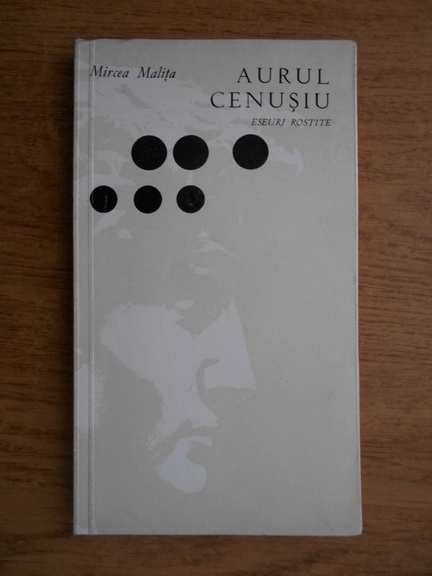 Mircea Malița
AURUL
CENUȘIU
ESEURI ROSTITE